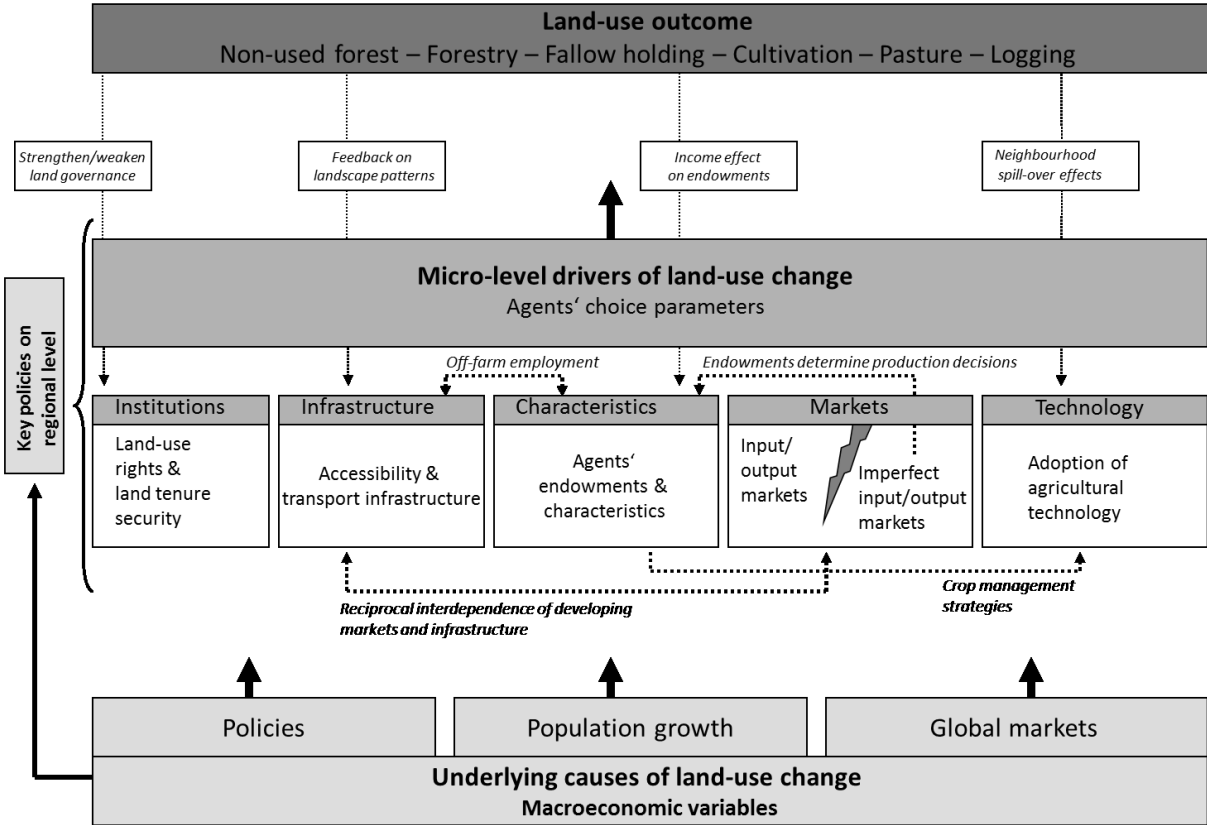 Land-use outcome
Non-used forest – Forestry – Fallow holding – Cultivation – Pasture – Logging
Strengthen/weaken
land governance
Feedback on
landscape patterns
Income effect
on endowments
Neighbourhood
spill-over effects
Micro-level drivers of land-use change
Agents‘ choice parameters
Key policies on
regional level
Off-farm employment
Endowments determine production decisions
Institutions
Land-use
rights &
land tenure
security
Infrastructure
Accessibility &
transport infrastructure
Characteristics
Agents‘
endowments &
characteristics
Markets
Input/
output
markets
Imperfect
input/output
markets
Technology
Adoption of
agricultural
technology
Reciprocal interdependence of developing
markets and infrastructure
Crop management
strategies
Policies
Population growth
Global markets
Underlying causes of land-use change
Macroeconomic variables